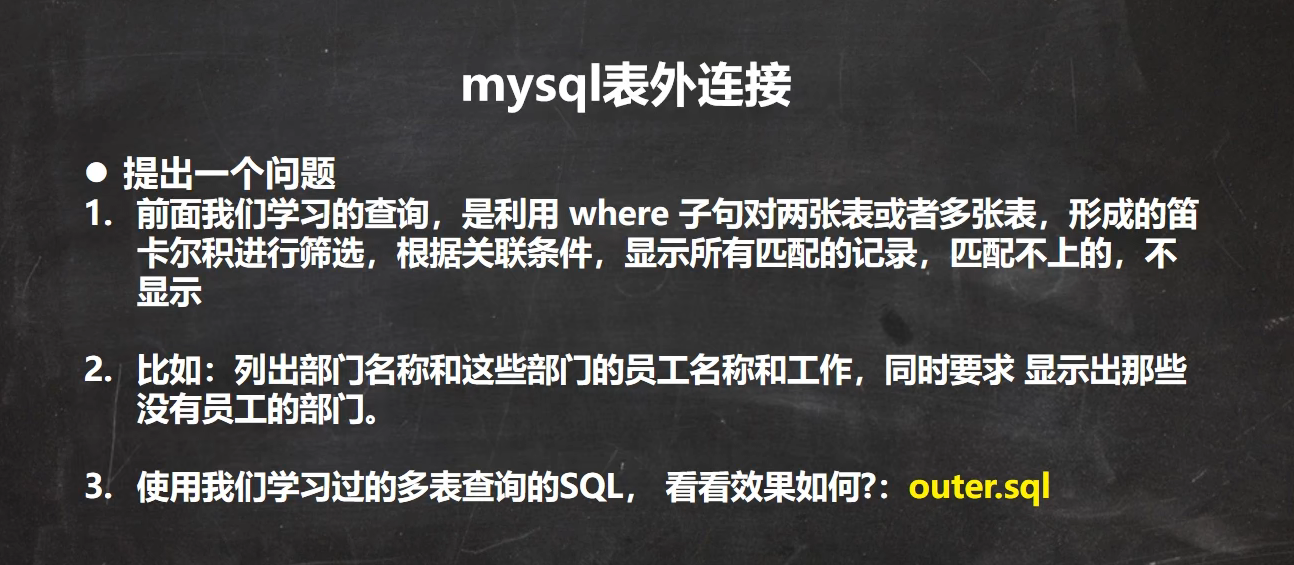 mysql表外连接
● 提出一个问题
1. 前面我们学习的查询，是利用 where 子句对两张表或者多张表，形成的笛
卡尔积进行筛选，根据关联条件，显示所有匹配的记录，匹配不上的，不
显示
2. 比如：列出部门名称和这些部门的员工名称和工作，同时要求 显示出那些
没有员工的部门。
3. 使用我们学习过的多表查询的SQL， 看看效果如何?：outer.sql